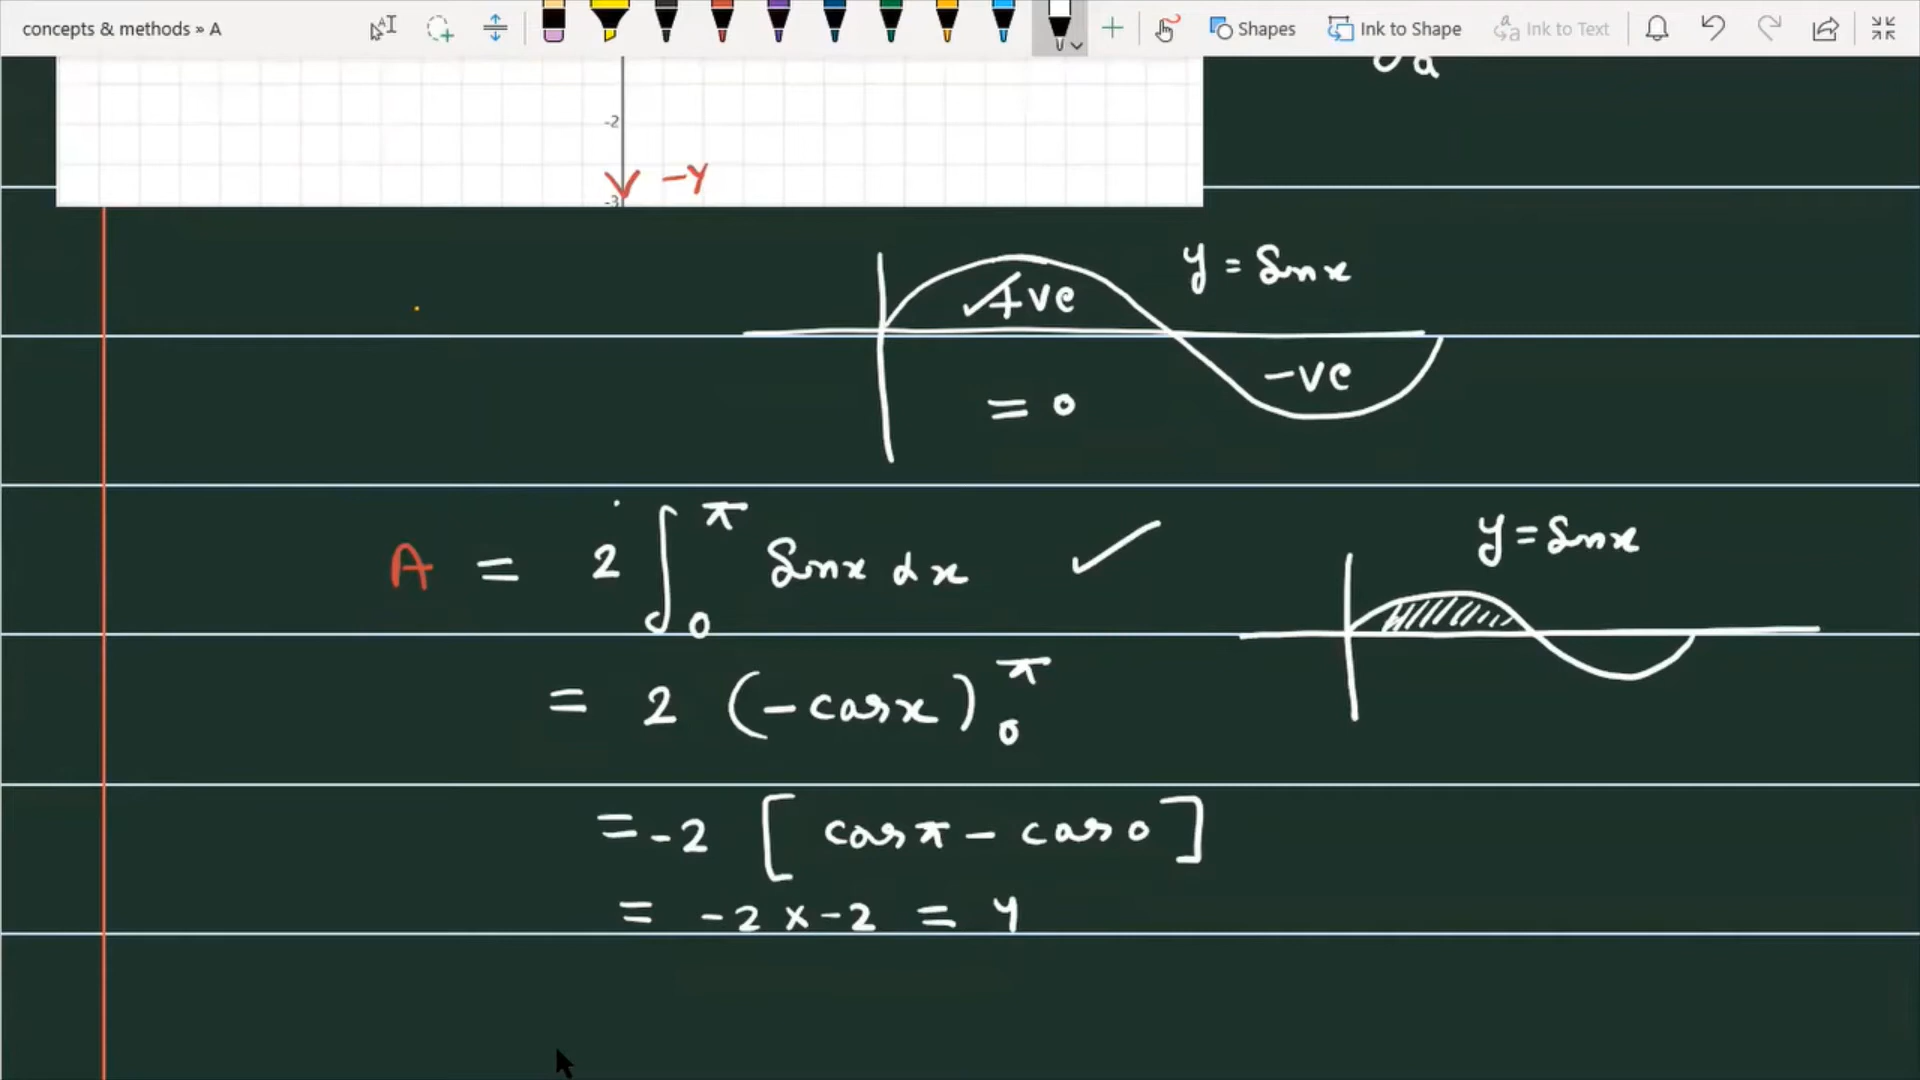 concepts & methods » A
Shapes
Ink to Shape
Ink to Text
-2
-Y
-3
y = Sinx
+ve
-ve
= 0
A = 2 ∫₀^π Sinx dx ✓
y = Sinx
= 2 (-cosx)₀^π
= -2 [ cosπ - cos0 ]
= -2 x -2 = 4